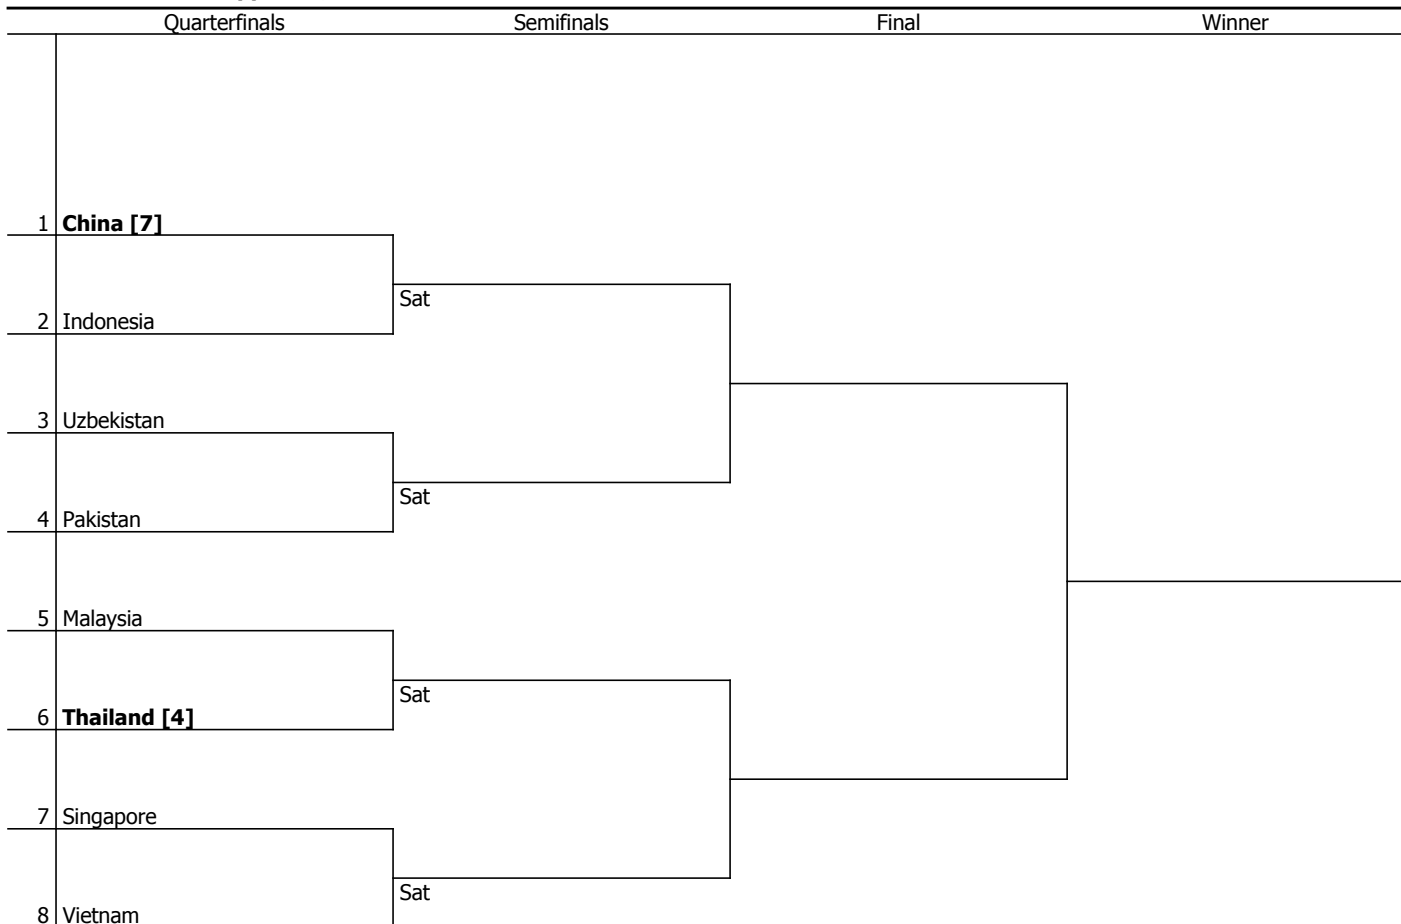 Quarterfinals Semifinals Final Winner
1 China [7]
Sat
2 Indonesia
3 Uzbekistan
Sat
4 Pakistan
5 Malaysia
Sat
6 Thailand [4]
7 Singapore
Sat
8 Vietnam